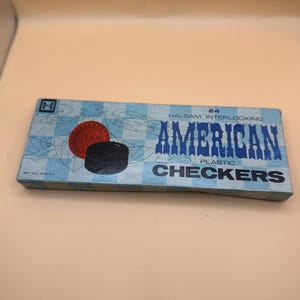 H
24
HALSAM INTERLOCKING
AMERICAN
PLASTIC
CHECKERS